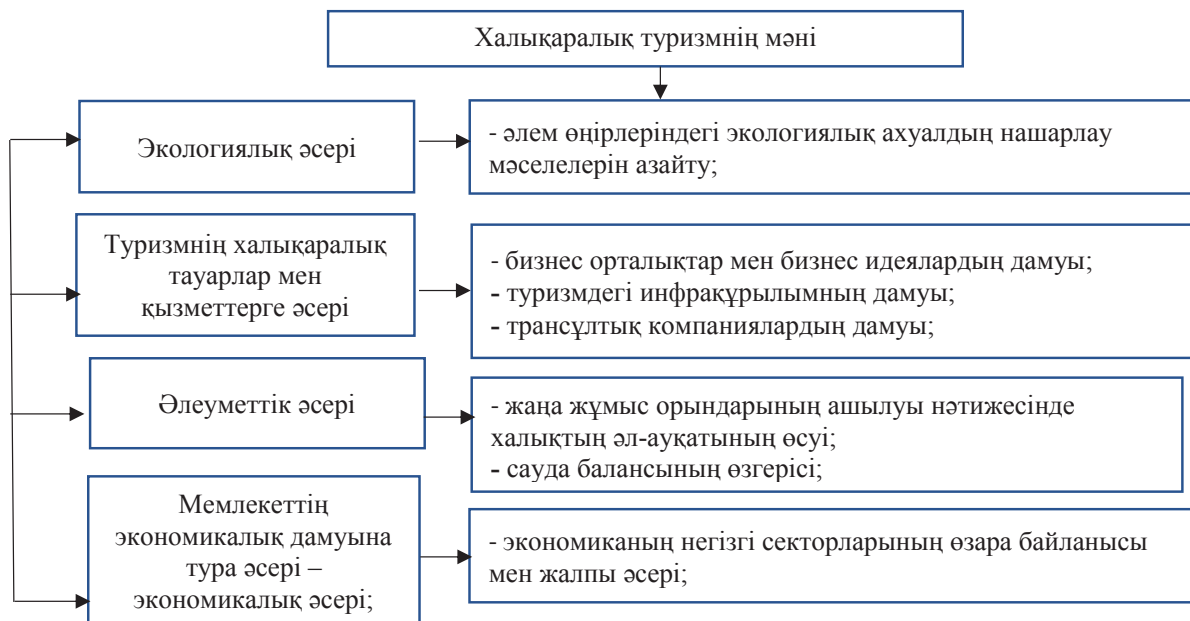 Халықаралық туризмнің мәні
Экологиялық әсері
- әлем өңірлеріндегі экологиялық ахуалдың нашарлау
мәселелерін азайту;
Туризмнің халықаралық
тауарлар мен
қызметтерге әсері
- бизнес орталықтар мен бизнес идеялардың дамуы;
- туризмдегі инфрақұрылымның дамуы;
- трансұлтық компаниялардың дамуы;
Әлеуметтік әсері
- жаңа жұмыс орындарының ашылуы нәтижесінде
халықтың әл-ауқатының өсуі;
- сауда балансының өзгерісі;
Мемлекеттің
экономикалық дамуына
тура әсері –
экономикалық әсері;
- экономиканың негізгі секторларының өзара байланысы
мен жалпы әсері;